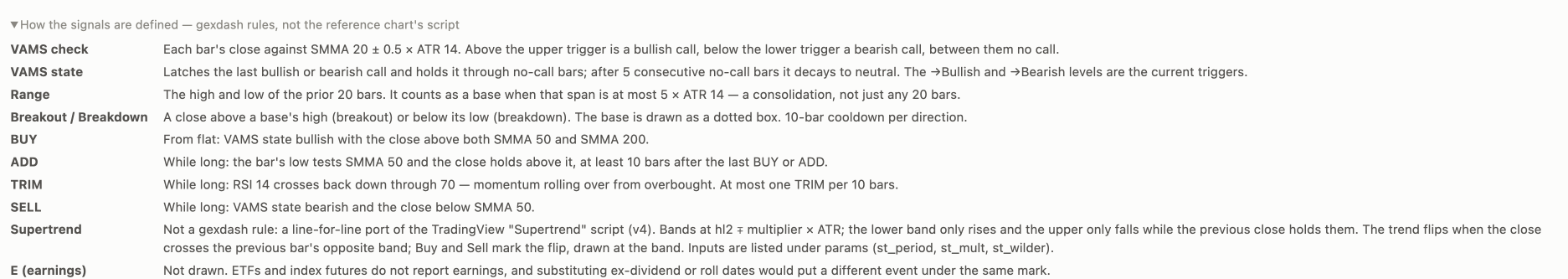 ▼How the signals are defined — gexdash rules, not the reference chart's script
VAMS check Each bar's close against SMMA 20 ± 0.5 × ATR 14. Above the upper trigger is a bullish call, below the lower trigger a bearish call, between them no call.
VAMS state Latches the last bullish or bearish call and holds it through no-call bars; after 5 consecutive no-call bars it decays to neutral. The →Bullish and →Bearish levels are the current triggers.
Range The high and low of the prior 20 bars. It counts as a base when that span is at most 5 × ATR 14 — a consolidation, not just any 20 bars.
Breakout / Breakdown A close above a base's high (breakout) or below its low (breakdown). The base is drawn as a dotted box. 10-bar cooldown per direction.
BUY From flat: VAMS state bullish with the close above both SMMA 50 and SMMA 200.
ADD While long: the bar's low tests SMMA 50 and the close holds above it, at least 10 bars after the last BUY or ADD.
TRIM While long: RSI 14 crosses back down through 70 — momentum rolling over from overbought. At most one TRIM per 10 bars.
SELL While long: VAMS state bearish and the close below SMMA 50.
Supertrend Not a gexdash rule: a line-for-line port of the TradingView "Supertrend" script (v4). Bands at hl2 ∓ multiplier × ATR; the lower band only rises and the upper only falls while the previous close holds them. The trend flips when the close
crosses the previous bar's opposite band; Buy and Sell mark the flip, drawn at the band. Inputs are listed under params (st_period, st_mult, st_wilder).
E (earnings) Not drawn. ETFs and index futures do not report earnings, and substituting ex-dividend or roll dates would put a different event under the same mark.